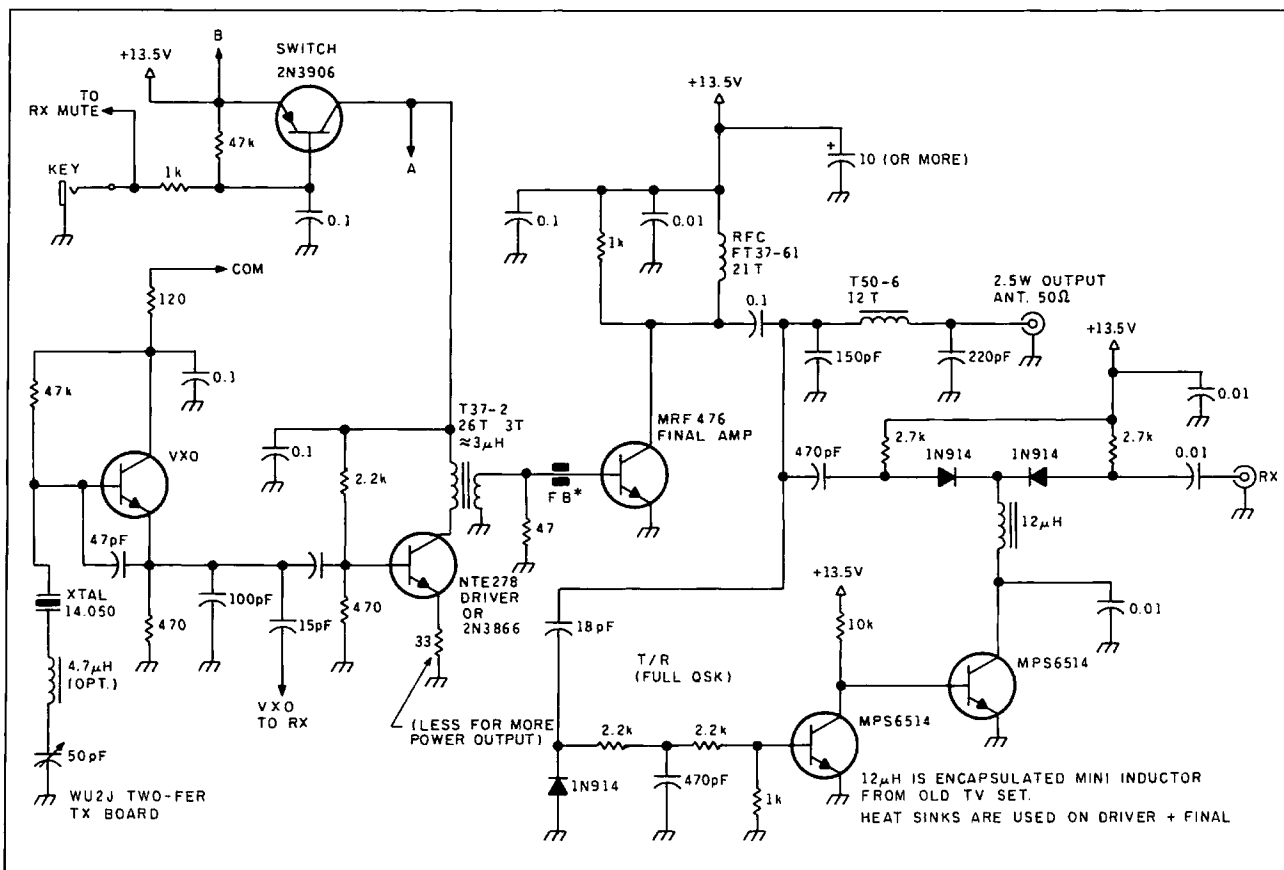 B
+13.5V
SWITCH
2N3906
TO
RX MUTE
47k
A
KEY
1k
0.1
COM
120
47k
0.1
VXO
47pF
XTAL
14.050
470
100pF
15pF
4.7µH
(OPT.)
VXO
TO RX
50pF
WU2J TWO-FER
TX BOARD
0.1
2.2k
T37-2
26T 3T
≈3µH
470
NTE278
DRIVER
OR
2N3866
33
(LESS FOR MORE
POWER OUTPUT)
FB*
47
MRF476
FINAL AMP
+13.5V
+
10 (OR MORE)
0.1
1k
0.01
RFC
FT37-61
21T
0.1
T50-6
12T
2.5W OUTPUT
ANT. 50Ω
150pF
220pF
+13.5V
0.01
2.7k
2.7k
470pF
1N914
1N914
0.01
RX
12µH
0.01
+13.5V
10k
18pF
T/R
(FULL QSK)
MPS6514
MPS6514
2.2k
2.2k
1N914
470pF
1k
12µH IS ENCAPSULATED MINI INDUCTOR
FROM OLD TV SET.
HEAT SINKS ARE USED ON DRIVER + FINAL